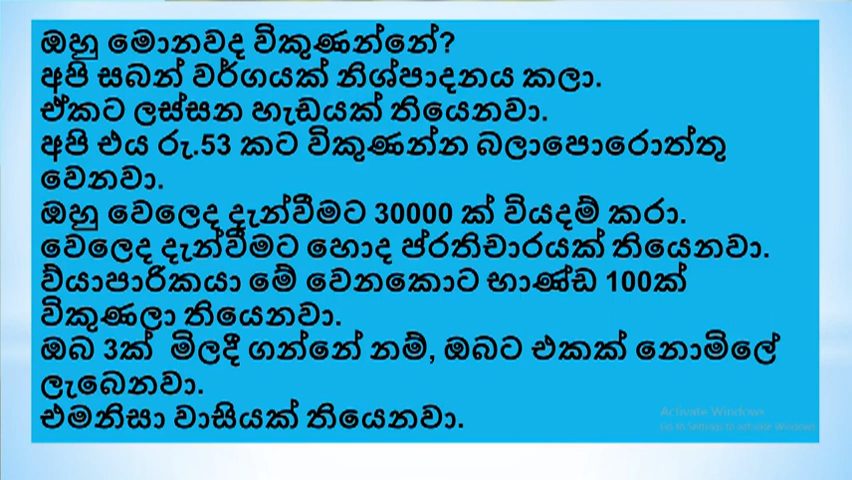 ඔහු මොනවද විකුණන්නේ?
අපි සබන් වර්ගයක් නිශ්පාදනය කලා.
ඒකට ලස්සන හැඩයක් තියෙනවා.
අපි එය රු.53 කට විකුණන්න බලාපොරොත්තු
වෙනවා.
ඔහු වෙලෙද දැන්වීමට 30000 ක් වියදම් කරා.
වෙලෙද දැන්වීමට හොද ප්රතිචාරයක් තියෙනවා.
ව්යාපාරිකයා මේ වෙනකොට භාණ්ඩ 100ක්
විකුණලා තියෙනවා.
ඔබ 3ක් මිලදී ගන්නේ නම්, ඔබට එකක් නොමිලේ
ලැබෙනවා.
එමනිසා වාසියක් තියෙනවා.
Activate Windows
Go to Settings to activate Windows.